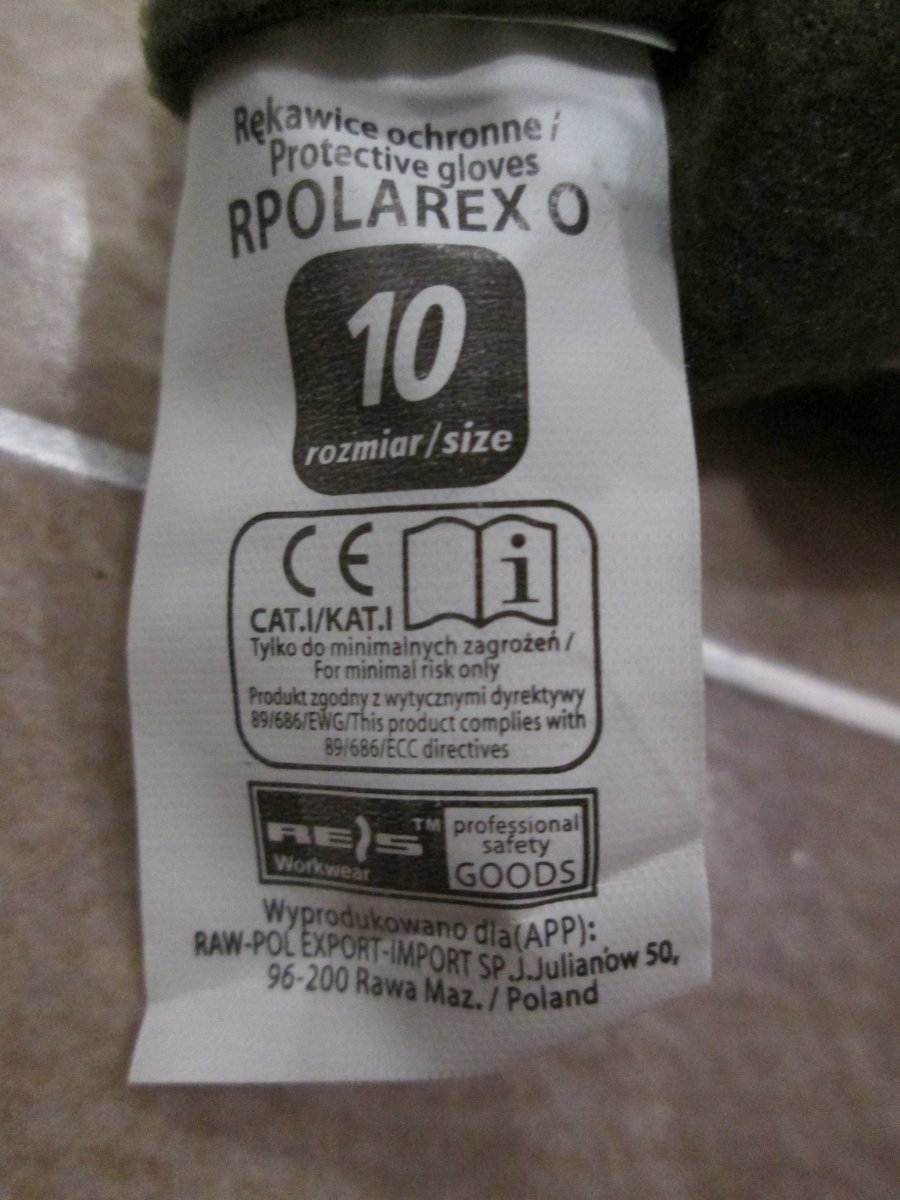 Rękawice ochronne /
Protective gloves
RPOLAREX O
10
rozmiar/size
CE
i
CAT.I/KAT.I
Tylko do minimalnych zagrożeń /
For minimal risk only
Produkt zgodny z wytycznymi dyrektywy
89/686/EWG/This product complies with
89/686/ECC directives
REIS TM
Workwear
professional
safety
GOODS
Wyprodukowano dla(APP):
RAW-POL EXPORT-IMPORT SP.J.Julianów 50,
96-200 Rawa Maz. / Poland